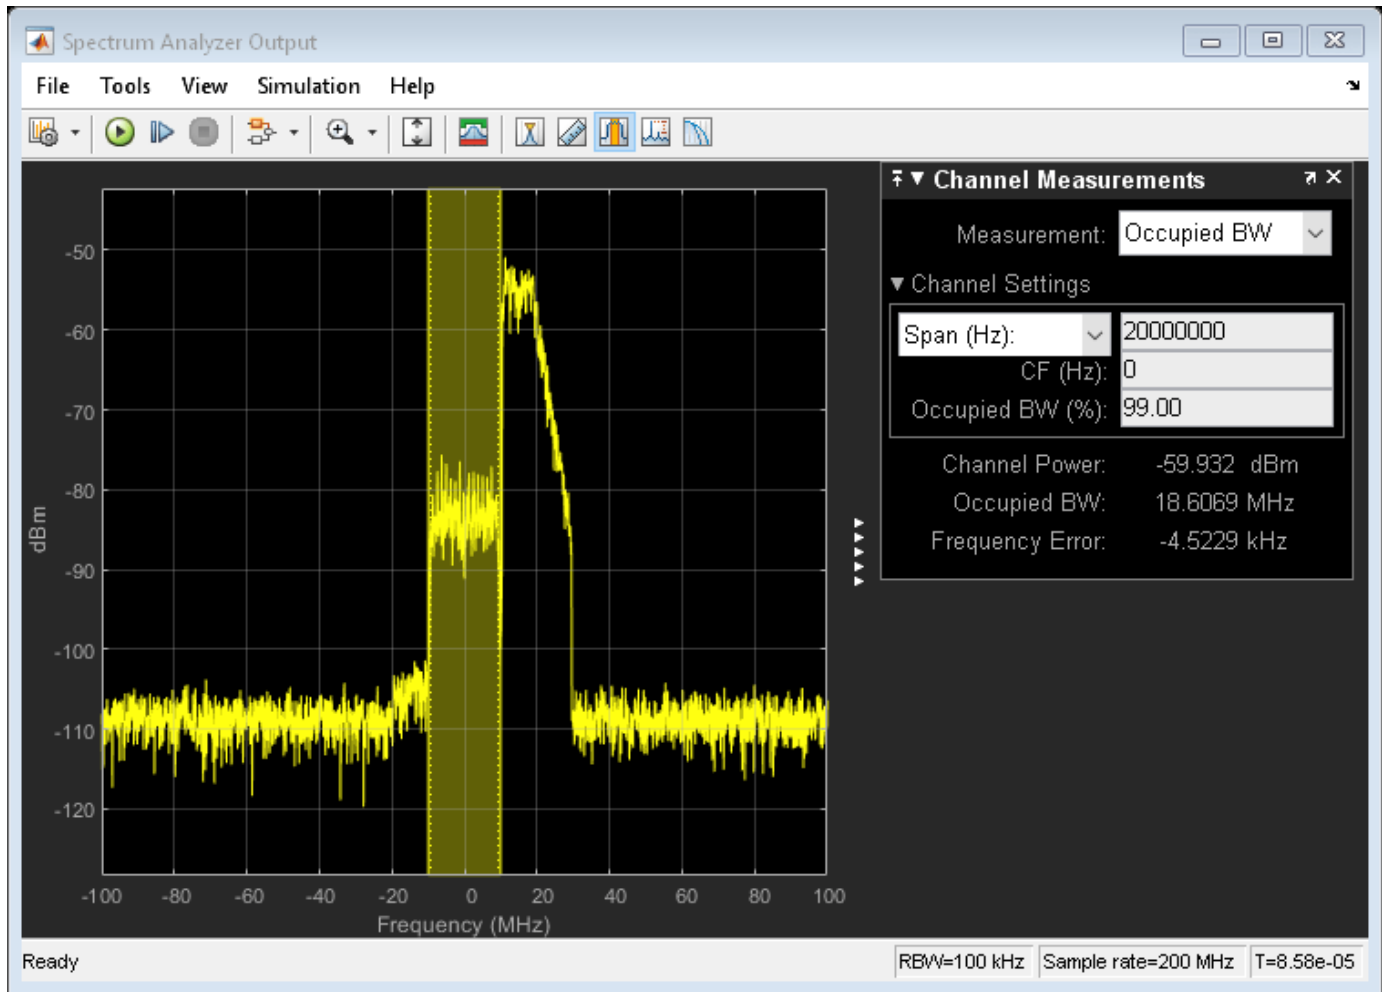 Spectrum Analyzer Output
File Tools View Simulation Help
Channel Measurements
Measurement: Occupied BW
Channel Settings
Span (Hz): 20000000
CF (Hz): 0
Occupied BW (%): 99.00
Channel Power: -59.932 dBm
Occupied BW: 18.6069 MHz
Frequency Error: -4.5229 kHz
dBm
-50
-60
-70
-80
-90
-100
-110
-120
-100 -80 -60 -40 -20 0 20 40 60 80 100
Frequency (MHz)
Ready RBW=100 kHz Sample rate=200 MHz T=8.58e-05